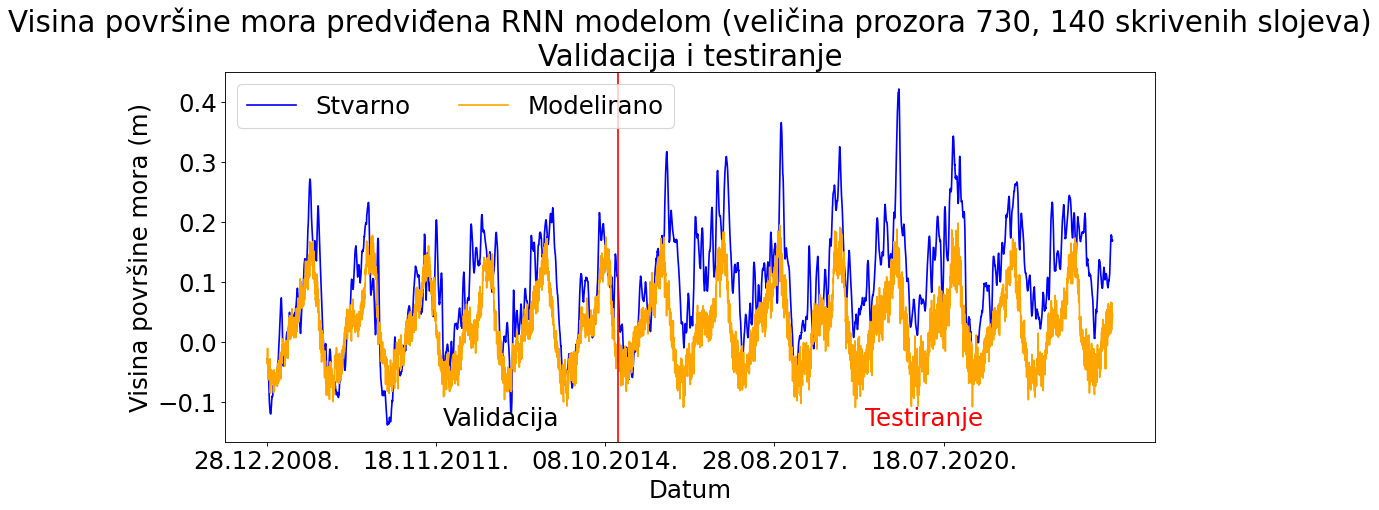 Visina površine mora predviđena RNN modelom (veličina prozora 730, 140 skrivenih slojeva)
Validacija i testiranje
Stvarno
Modelirano
Visina površine mora (m)
0.4
0.3
0.2
0.1
0.0
−0.1
Validacija
Testiranje
28.12.2008.
18.11.2011.
08.10.2014.
28.08.2017.
18.07.2020.
Datum